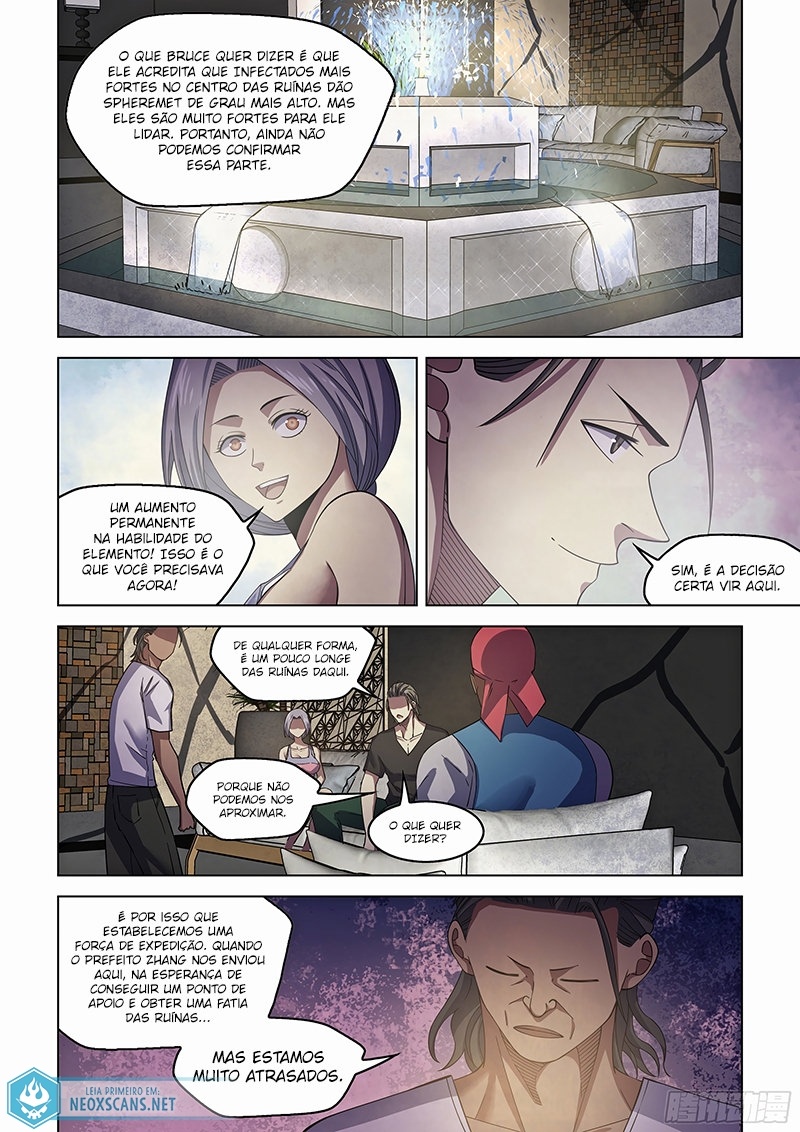 O QUE BRUCE QUER DIZER É QUE
ELE ACREDITA QUE INFECTADOS MAIS
FORTES NO CENTRO DAS RUÍNAS DÃO
SPHEREMET DE GRAU MAIS ALTO. MAS
ELES SÃO MUITO FORTES PARA ELE
LIDAR. PORTANTO, AINDA NÃO
PODEMOS CONFIRMAR
ESSA PARTE.
UM AUMENTO
PERMANENTE
NA HABILIDADE DO
ELEMENTO! ISSO É O
QUE VOCÊ PRECISAVA
AGORA!
SIM, É A DECISÃO
CERTA VIR AQUI.
DE QUALQUER FORMA,
É UM POUCO LONGE
DAS RUÍNAS DAQUI.
O QUE QUER
DIZER?
PORQUE NÃO
PODEMOS NOS
APROXIMAR.
É POR ISSO QUE
ESTABELECEMOS UMA
FORÇA DE EXPEDIÇÃO. QUANDO
O PREFEITO ZHANG NOS ENVIOU
AQUI, NA ESPERANÇA DE
CONSEGUIR UM PONTO DE
APOIO E OBTER UMA FATIA
DAS RUÍNAS...
MAS ESTAMOS
MUITO ATRASADOS.
LEIA PRIMEIRO EM:
NEOXSCANS.NET
腾讯动漫